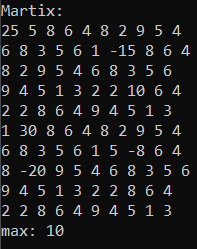 Martix:
25 5 8 6 4 8 2 9 5 4
6 8 3 5 6 1 -15 8 6 4
8 2 9 5 4 6 8 3 5 6
9 4 5 1 3 2 2 10 6 4
2 2 8 6 4 9 4 5 1 3
1 30 8 6 4 8 2 9 5 4
6 8 3 5 6 1 5 -8 6 4
8 -20 9 5 4 6 8 3 5 6
9 4 5 1 3 2 2 8 6 4
2 2 8 6 4 9 4 5 1 3
max: 10